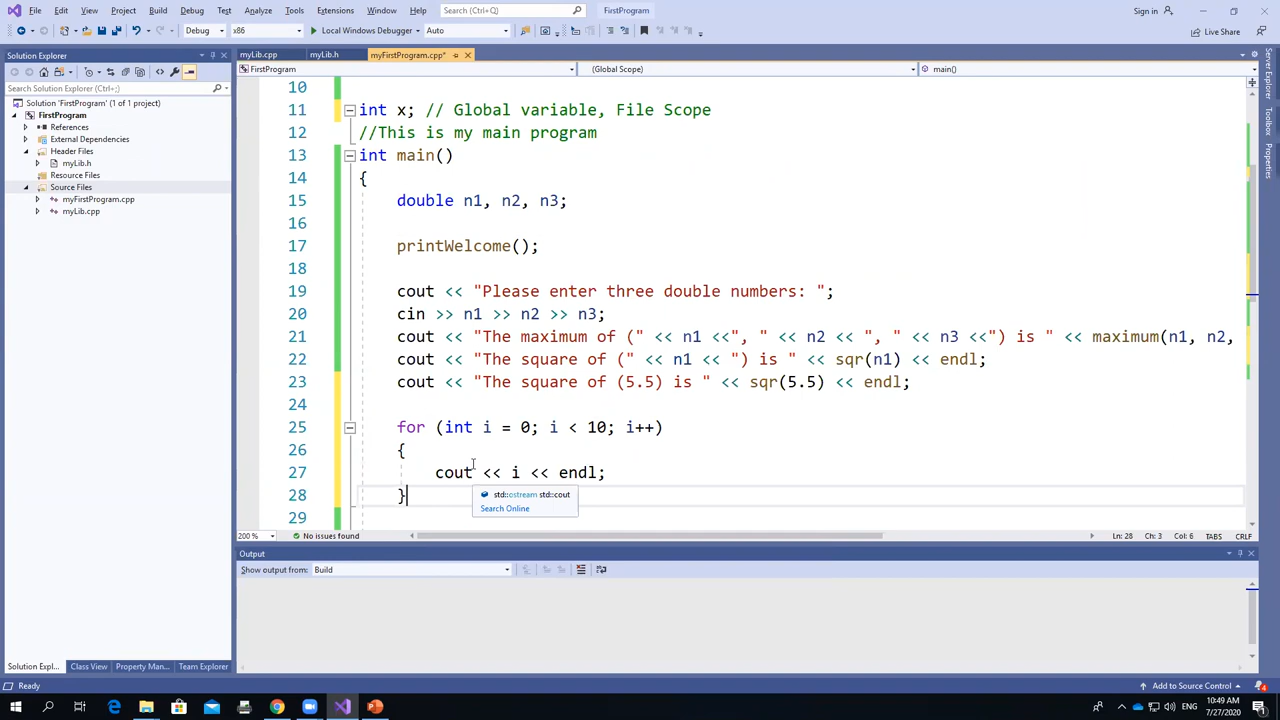 File Edit View Project Build Debug Test Analyze Tools Extensions Window Help Search (Ctrl+Q) FirstProgram Sign in
Debug x86 Local Windows Debugger Auto Live Share
Solution Explorer
Search Solution Explorer (Ctrl+;)
Solution 'FirstProgram' (1 of 1 project)
FirstProgram
References
External Dependencies
Header Files
myLib.h
Resource Files
Source Files
myFirstProgram.cpp
myLib.cpp
Solution Expl... Class View Property Man... Team Explorer
myLib.cpp myLib.h myFirstProgram.cpp*
FirstProgram (Global Scope) main()
10
11 int x; // Global variable, File Scope
12 //This is my main program
13 int main()
14 {
15 double n1, n2, n3;
16
17 printWelcome();
18
19 cout << "Please enter three double numbers: ";
20 cin >> n1 >> n2 >> n3;
21 cout << "The maximum of (" << n1 <<", " << n2 << ", " << n3 <<") is " << maximum(n1, n2,
22 cout << "The square of (" << n1 << ") is " << sqr(n1) << endl;
23 cout << "The square of (5.5) is " << sqr(5.5) << endl;
24
25 for (int i = 0; i < 10; i++)
26 {
27 cout << i << endl;
28 }
29
std::ostream std::cout
Search Online
200 % No issues found Ln: 28 Ch: 3 Col: 6 TABS CRLF
Output
Show output from: Build
Server Explorer
Toolbox
Properties
Ready Add to Source Control 4
ENG 10:49 AM
7/27/2020